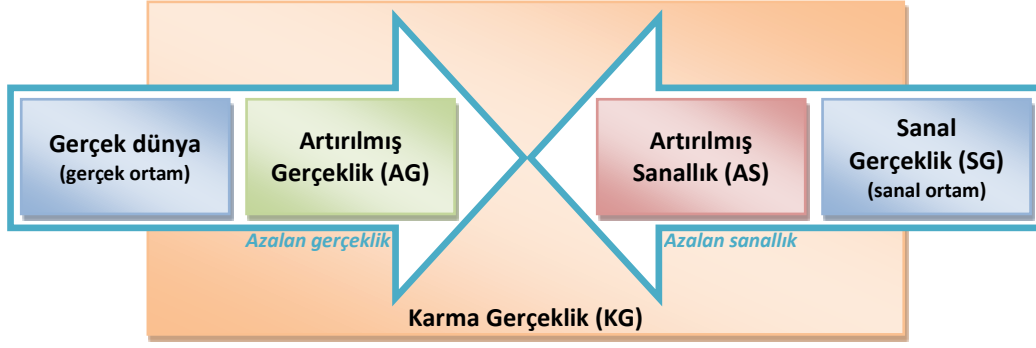 Gerçek dünya
(gerçek ortam)
Artırılmış
Gerçeklik (AG)
Artırılmış
Sanallık (AS)
Sanal
Gerçeklik (SG)
(sanal ortam)
Azalan gerçeklik
Azalan sanallık
Karma Gerçeklik (KG)